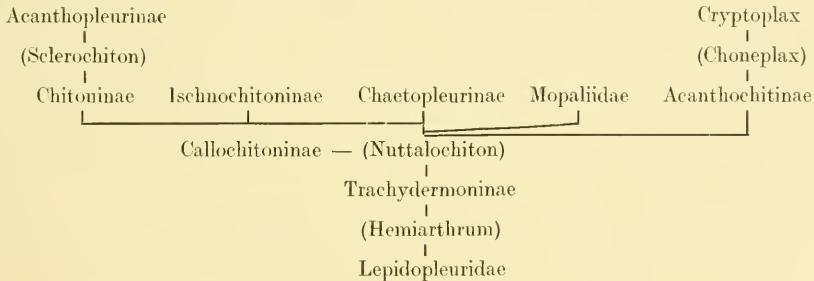 Acanthopleurinae Cryptoplax
(Sclerochiton) (Choneplax)
Chitoninae Ischnochitoninae Chaetopleurinae Mopaliidae Acanthochitinae
Callochitoninae — (Nuttalochiton)
Trachydermoninae
(Hemiarthrum)
Lepidopleuridae